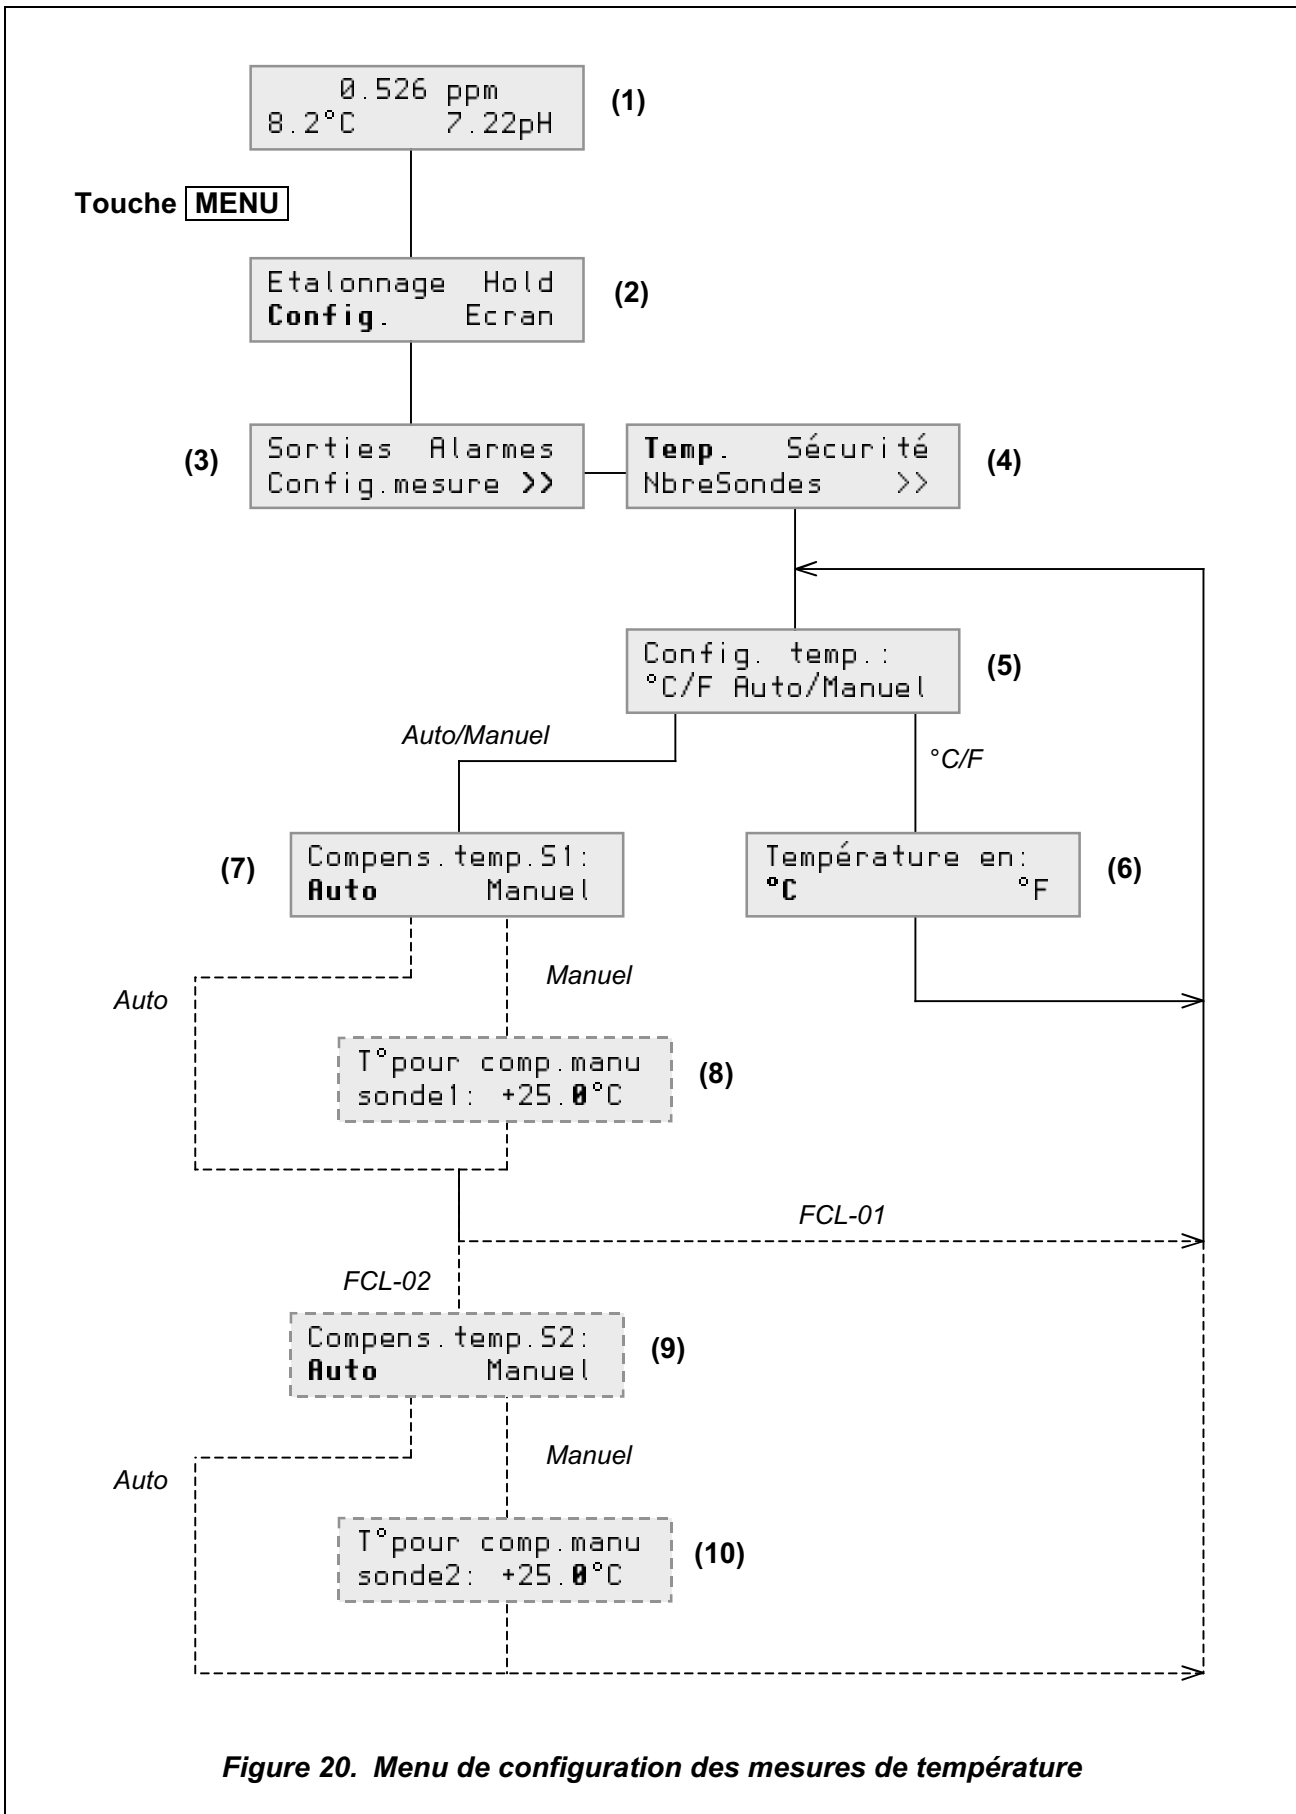 0.526 ppm
8.2°C 7.22pH
(1)
Touche MENU
Etalonnage Hold
Config. Ecran
(2)
(3)
Sorties Alarmes
Config.mesure >>
Temp. Sécurité
NbreSondes >>
(4)
Config. temp.:
°C/F Auto/Manuel
(5)
Auto/Manuel
°C/F
(7)
Compens.temp.S1:
Auto Manuel
Température en:
°C °F
(6)
Auto
Manuel
T°pour comp.manu
sonde1: +25.0°C
(8)
FCL-01
FCL-02
Compens.temp.S2:
Auto Manuel
(9)
Auto
Manuel
T°pour comp.manu
sonde2: +25.0°C
(10)
Figure 20. Menu de configuration des mesures de température